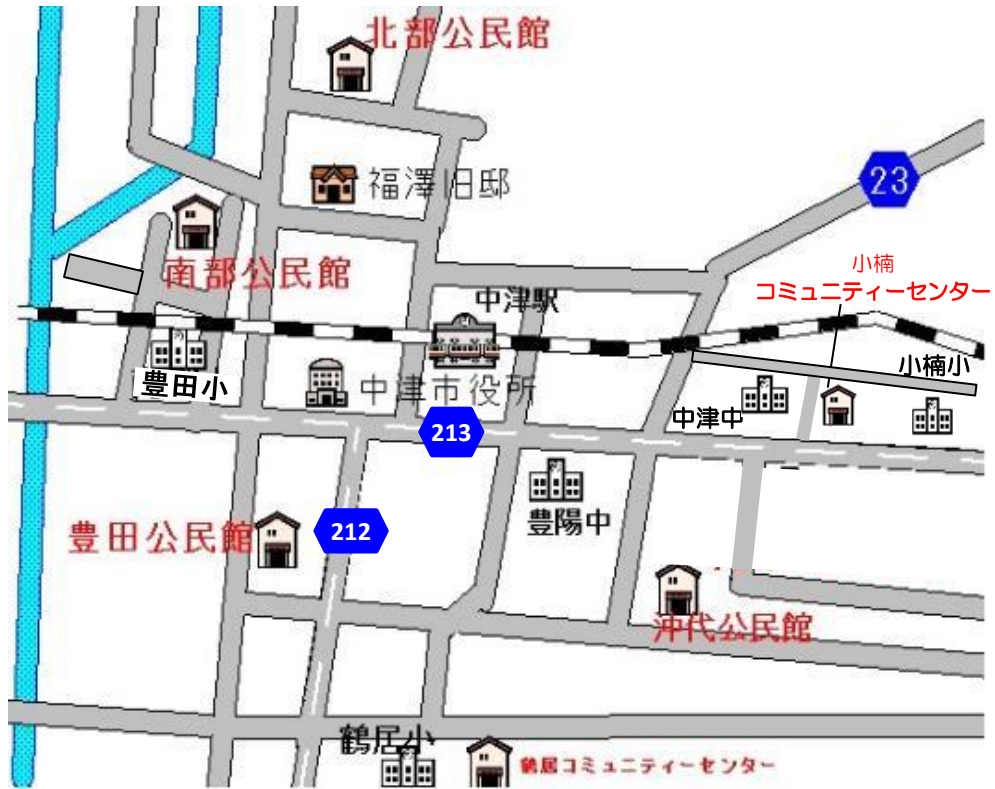 北部公民館
福澤旧邸
23
南部公民館
小楠
コミュニティーセンター
中津駅
豊田小
中津市役所
小楠小
中津中
213
豊田公民館
212
豊陽中
沖代公民館
鶴居小
鶴居コミュニティーセンター